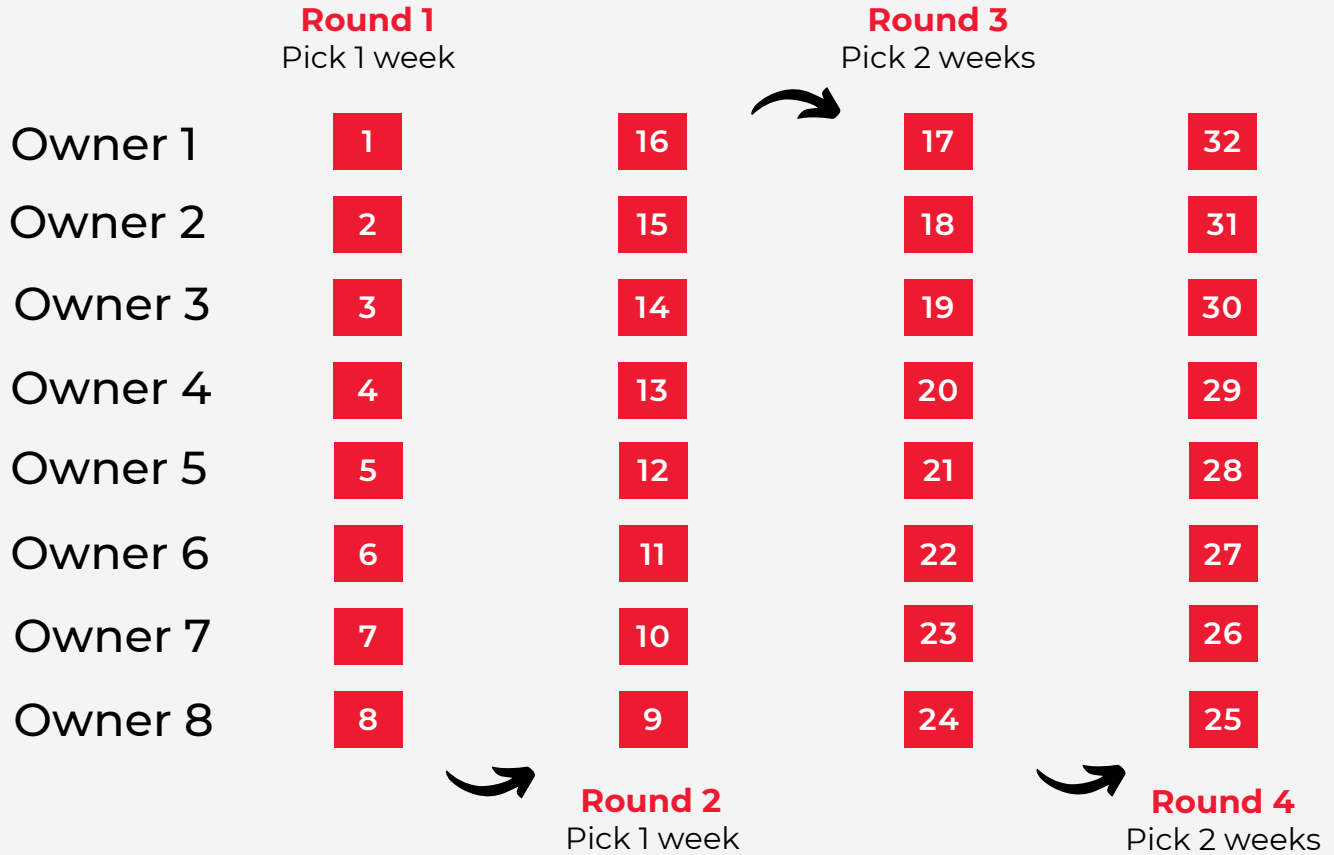 Round 1
Pick 1 week
Round 3
Pick 2 weeks
Owner 1 1 16 17 32
Owner 2 2 15 18 31
Owner 3 3 14 19 30
Owner 4 4 13 20 29
Owner 5 5 12 21 28
Owner 6 6 11 22 27
Owner 7 7 10 23 26
Owner 8 8 9 24 25
Round 2
Pick 1 week
Round 4
Pick 2 weeks